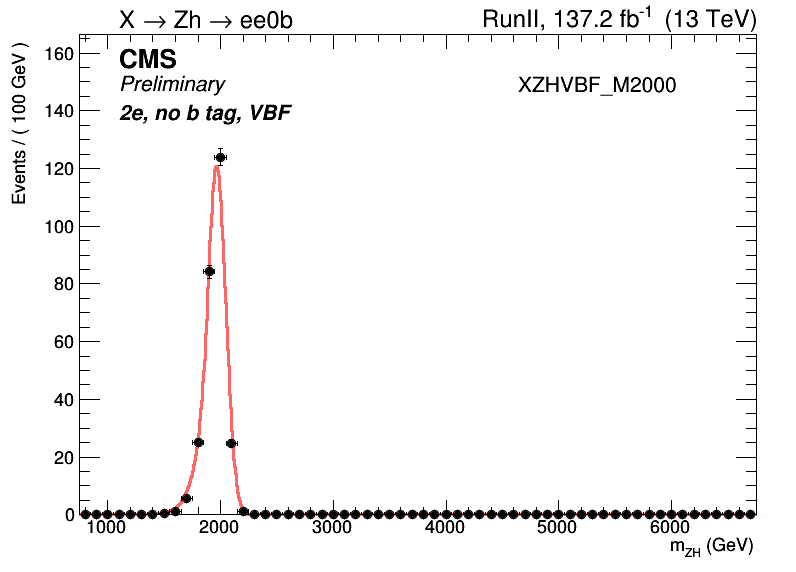 X → Zh → ee0b
RunII, 137.2 fb⁻¹ (13 TeV)
CMS
Preliminary
2e, no b tag, VBF
XZHVBF_M2000
Events / ( 100 GeV )
160
140
120
100
80
60
40
20
0
1000 2000 3000 4000 5000 6000
m_ZH (GeV)